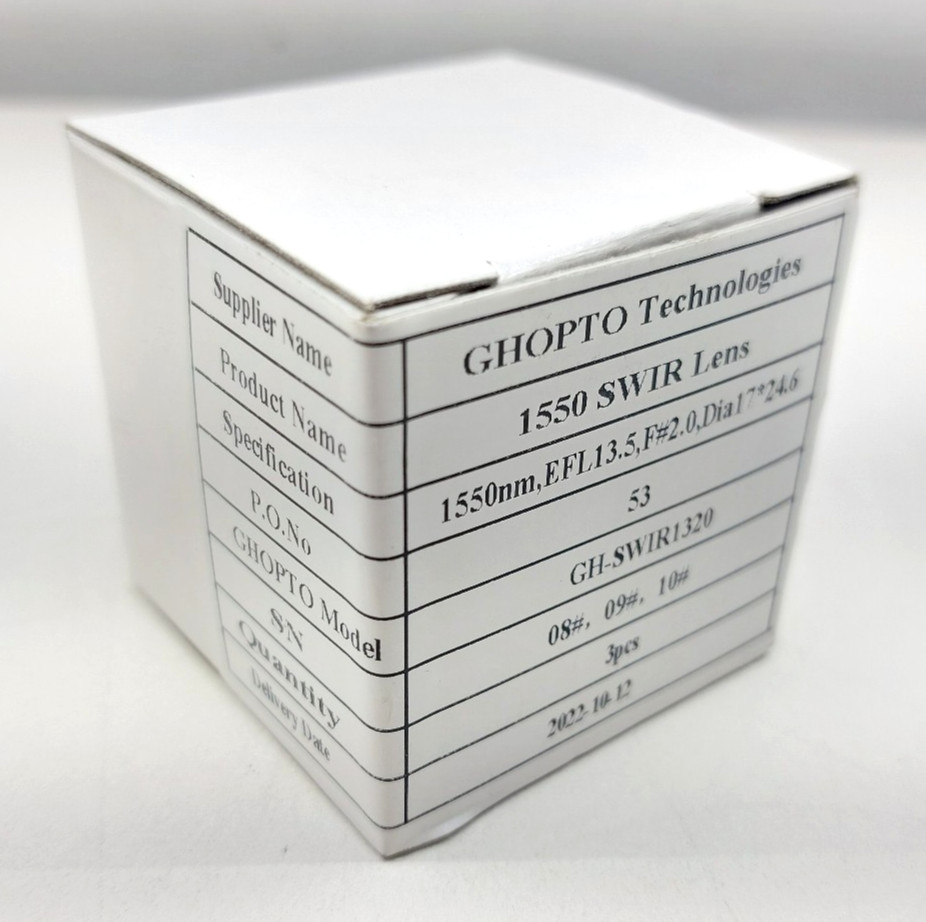 Supplier Name GHOPTO Technologies
Product Name 1550 SWIR Lens
Specification 1550nm,EFL13.5,F#2.0,Dia17*24.6
P.O.No 53
GHOPTO Model GH-SWIR1320
SN 08#, 09#, 10#
Quantity 3pcs
Delivery Date 2022-10-12